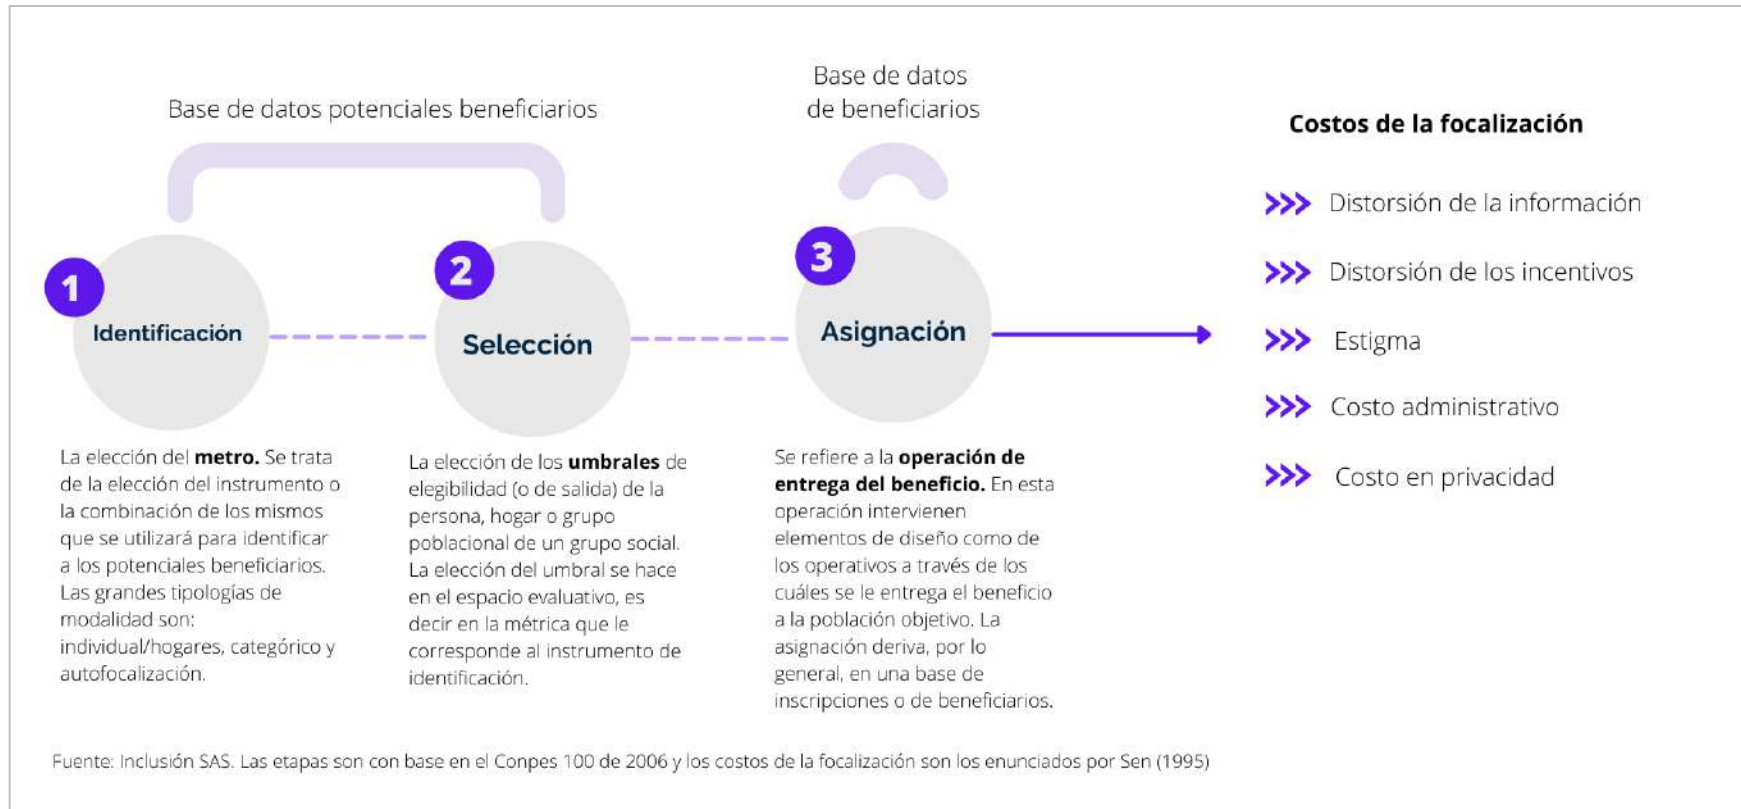 Base de datos potenciales beneficiarios
Base de datos
de beneficiarios
1
Identificación
La elección del metro. Se trata
de la elección del instrumento o
la combinación de los mismos
que se utilizará para identificar
a los potenciales beneficiarios.
Las grandes tipologías de
modalidad son:
individual/hogares, categórico y
autofocalización.
2
Selección
La elección de los umbrales de
elegibilidad (o de salida) de la
persona, hogar o grupo
poblacional de un grupo social.
La elección del umbral se hace
en el espacio evaluativo, es
decir en la métrica que le
corresponde al instrumento de
identificación.
3
Asignación
Se refiere a la operación de
entrega del beneficio. En esta
operación intervienen
elementos de diseño como de
los operativos a través de los
cuáles se le entrega el beneficio
a la población objetivo. La
asignación deriva, por lo
general, en una base de
inscripciones o de beneficiarios.
Costos de la focalización
Distorsión de la información
Distorsión de los incentivos
Estigma
Costo administrativo
Costo en privacidad
Fuente: Inclusión SAS. Las etapas son con base en el Conpes 100 de 2006 y los costos de la focalización son los enunciados por Sen (1995)